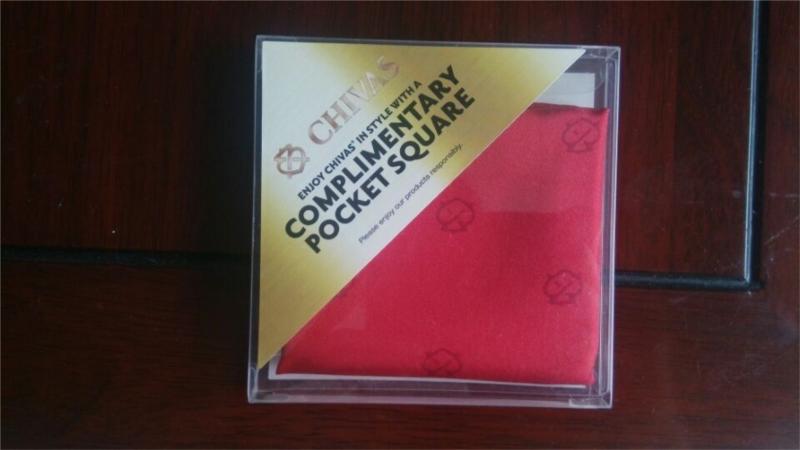 CHIVAS
ENJOY CHIVAS® IN STYLE WITH A
COMPLIMENTARY
POCKET SQUARE
Please enjoy our products responsibly.